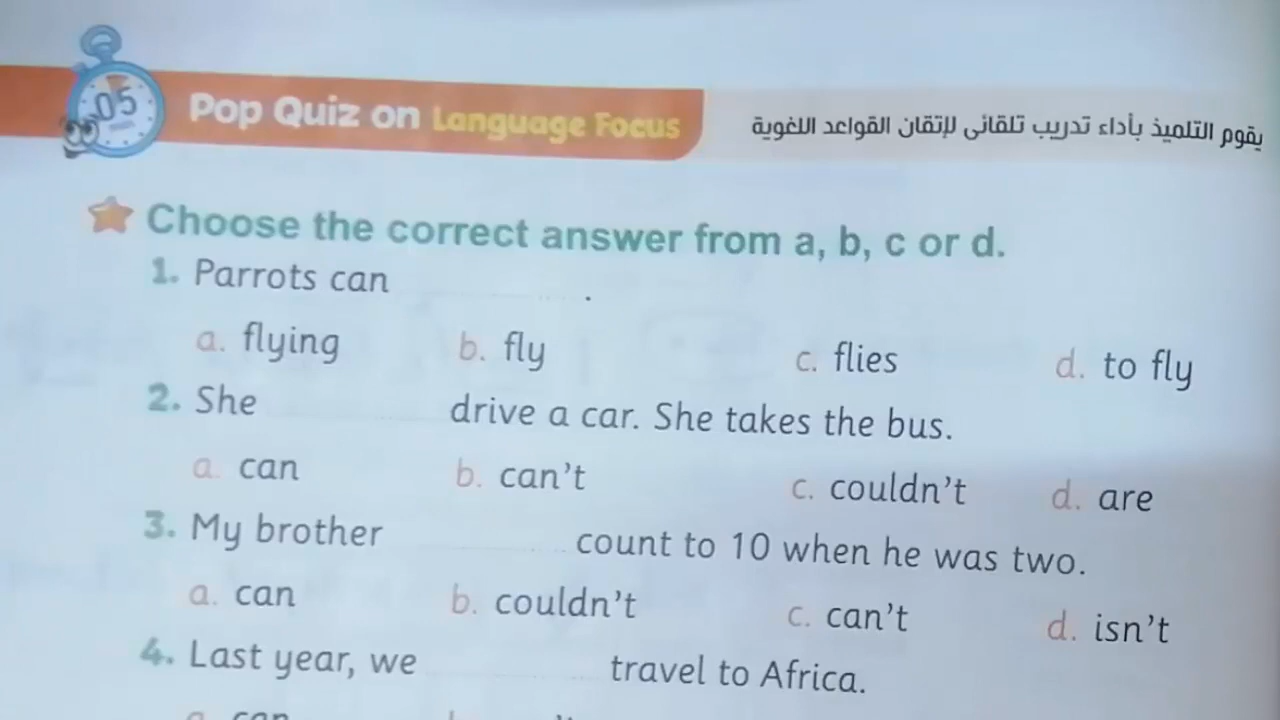 05
Pop Quiz on Language Focus
يقوم التلميذ بأداء تدريب تلقائى لإتقان القواعد اللغوية
Choose the correct answer from a, b, c or d.
1. Parrots can .
a. flying b. fly c. flies d. to fly
2. She drive a car. She takes the bus.
a. can b. can't c. couldn't d. are
3. My brother count to 10 when he was two.
a. can b. couldn't c. can't d. isn't
4. Last year, we travel to Africa.
a. can